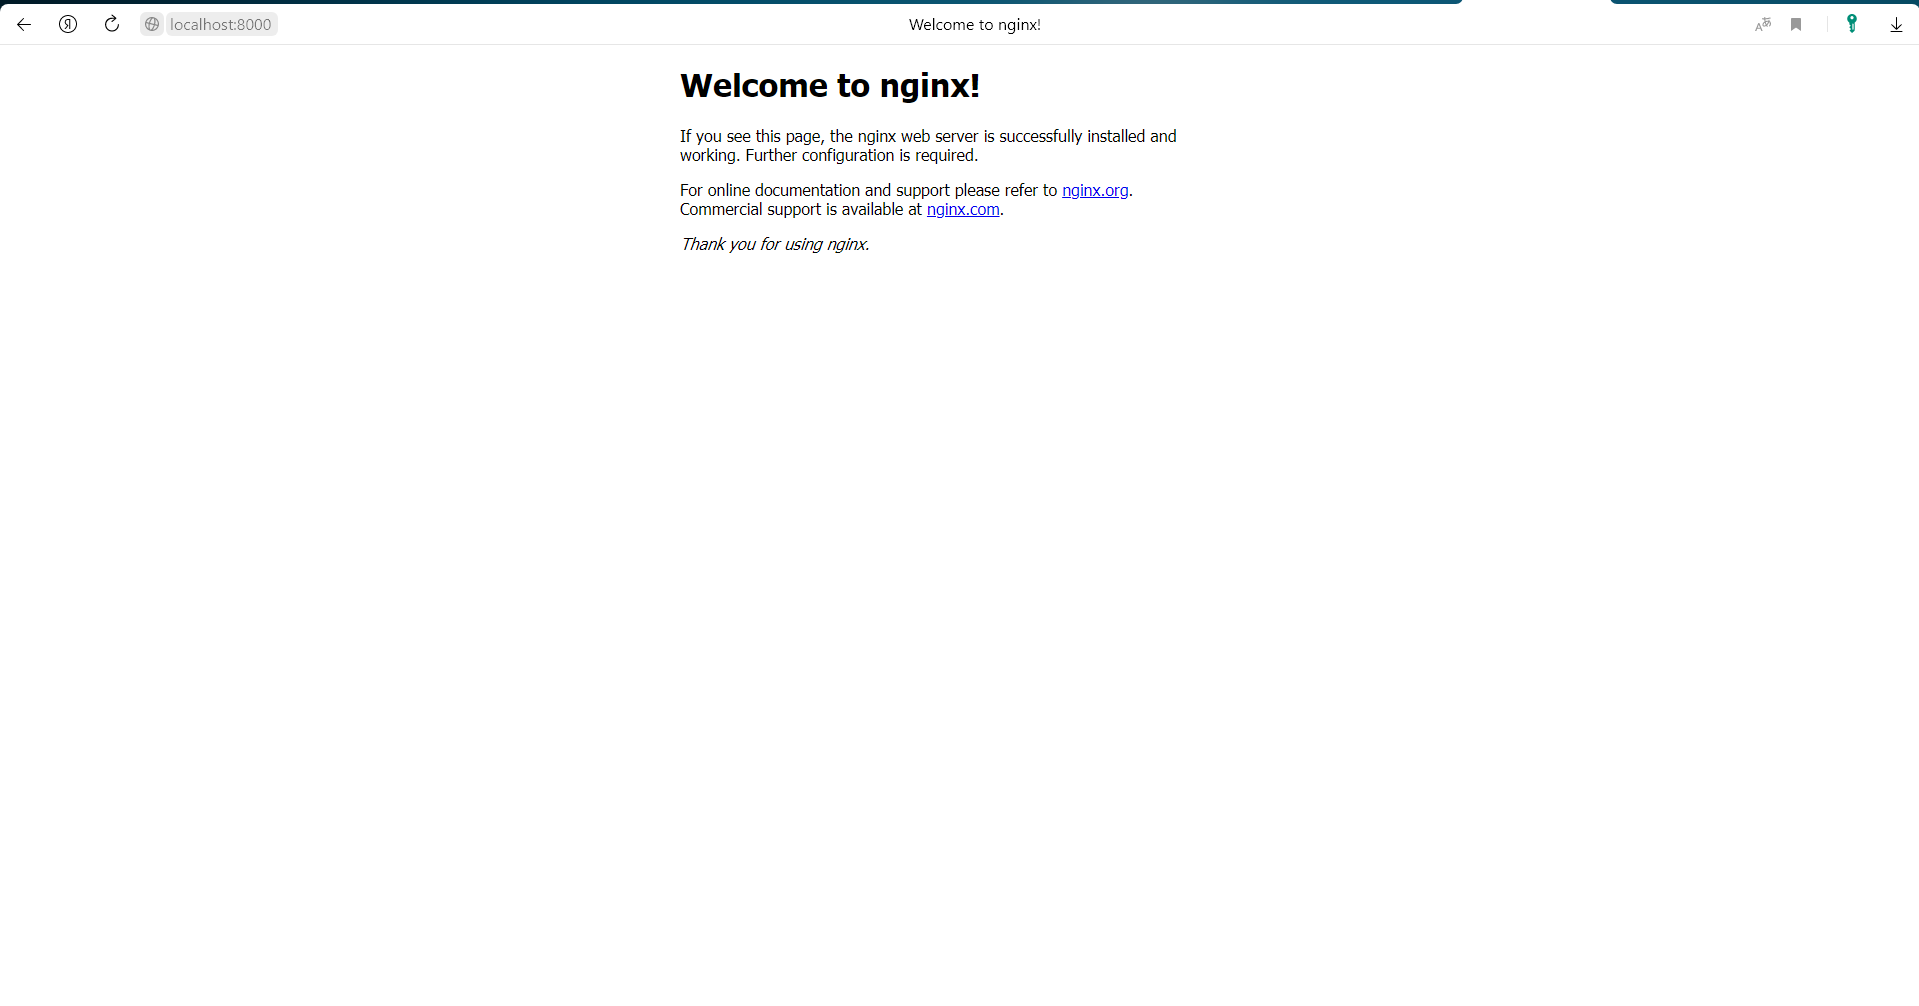 localhost:8000
Welcome to nginx!
Welcome to nginx!
If you see this page, the nginx web server is successfully installed and
working. Further configuration is required.
For online documentation and support please refer to nginx.org.
Commercial support is available at nginx.com.
Thank you for using nginx.